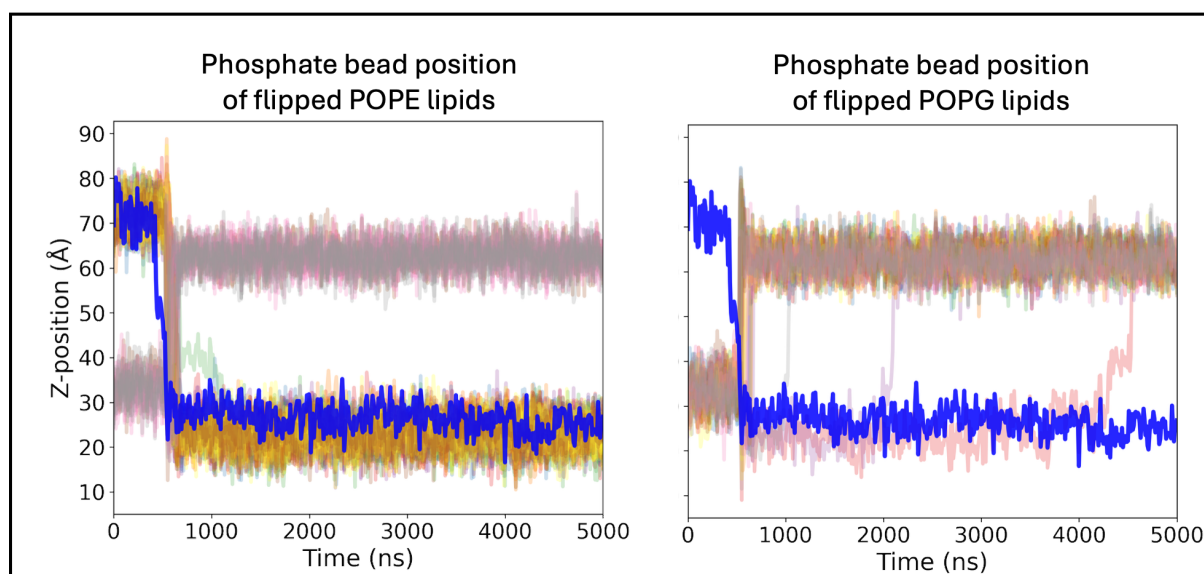 Phosphate bead position
of flipped POPE lipids
90
80
70
60
50
40
30
20
10
Z-position (Å)
0 1000 2000 3000 4000 5000
Time (ns)
Phosphate bead position
of flipped POPG lipids
0 1000 2000 3000 4000 5000
Time (ns)